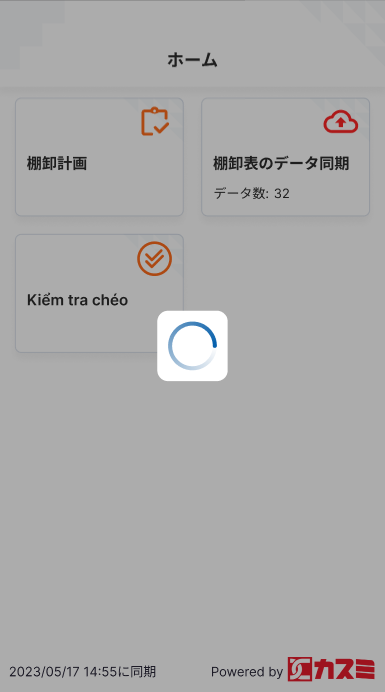 ホーム
棚卸計画
棚卸表のデータ同期
データ数: 32
Kiểm tra chéo
2023/05/17 14:55に同期
Powered by カスミ